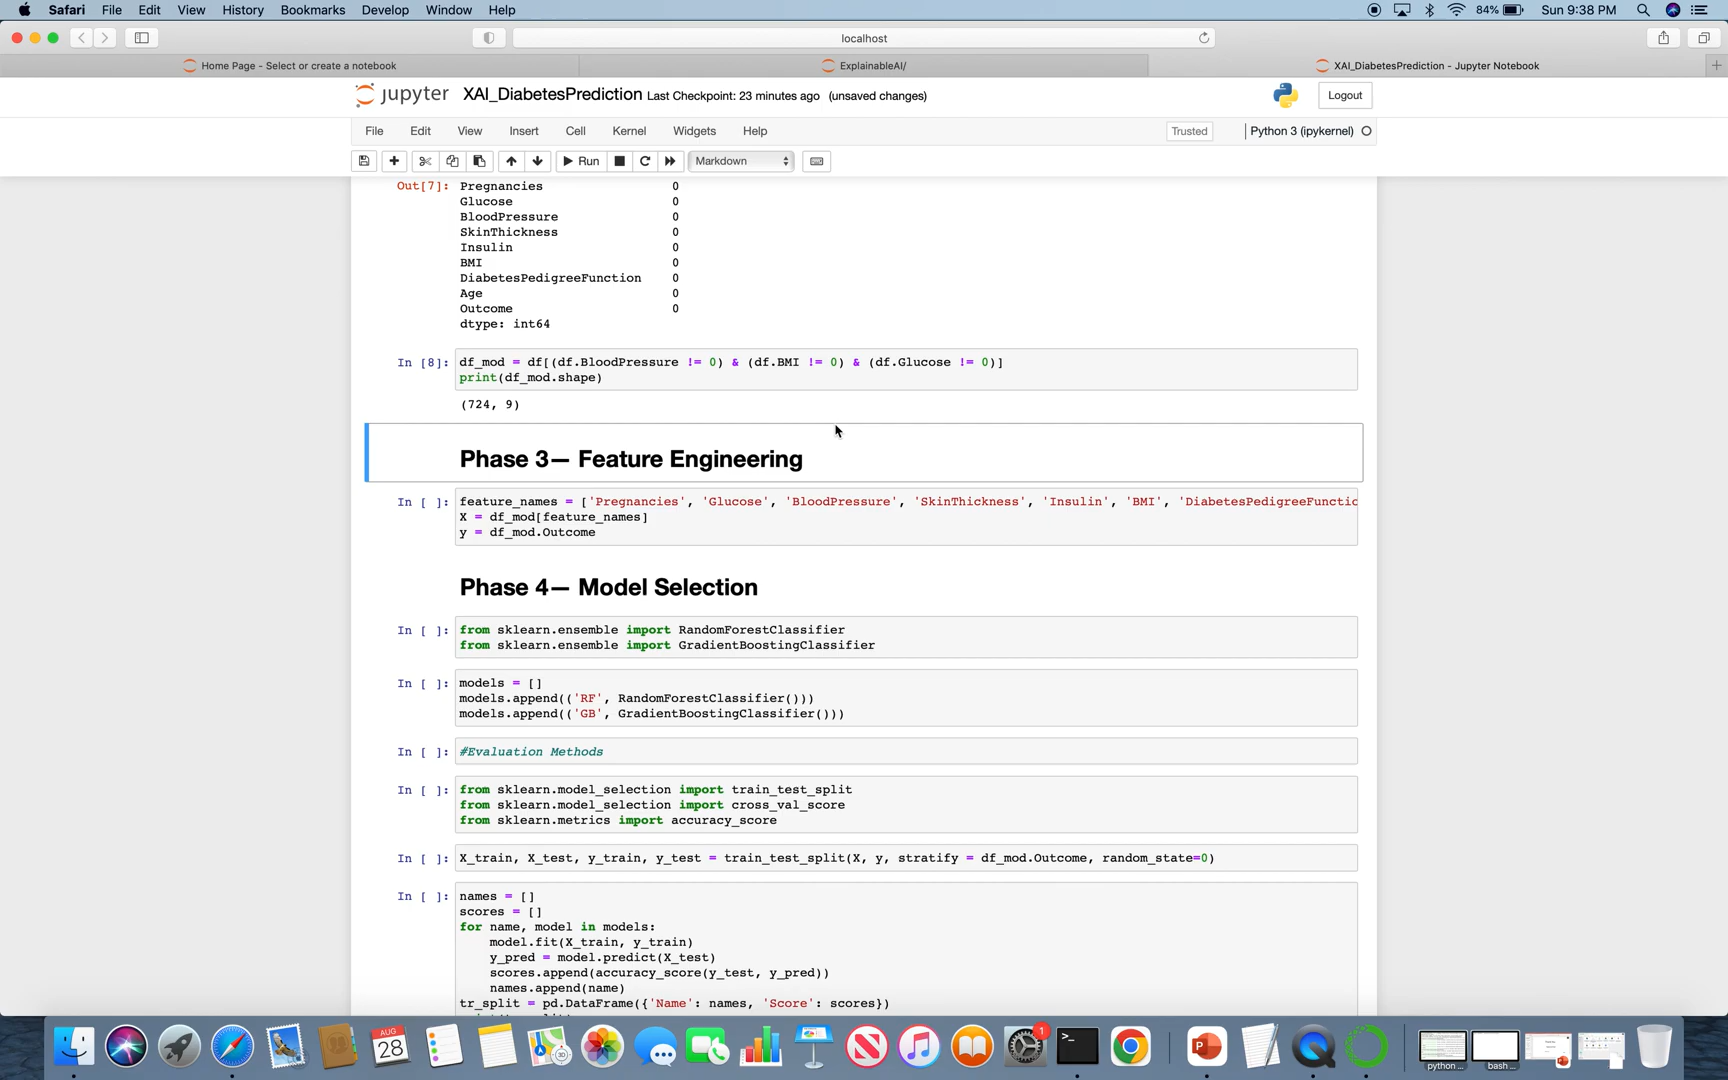 Safari File Edit View History Bookmarks Develop Window Help 84% Sun 9:38 PM
localhost
Home Page - Select or create a notebook ExplainableAI/ XAI_DiabetesPrediction - Jupyter Notebook
jupyter XAI_DiabetesPrediction Last Checkpoint: 23 minutes ago (unsaved changes) Logout
File Edit View Insert Cell Kernel Widgets Help Trusted Python 3 (ipykernel)
Run Markdown
Out[7]: Pregnancies 0
Glucose 0
BloodPressure 0
SkinThickness 0
Insulin 0
BMI 0
DiabetesPedigreeFunction 0
Age 0
Outcome 0
dtype: int64
In [8]: df_mod = df[(df.BloodPressure != 0) & (df.BMI != 0) & (df.Glucose != 0)]
print(df_mod.shape)
(724, 9)
Phase 3— Feature Engineering
In [ ]: feature_names = ['Pregnancies', 'Glucose', 'BloodPressure', 'SkinThickness', 'Insulin', 'BMI', 'DiabetesPedigreeFunctio
X = df_mod[feature_names]
y = df_mod.Outcome
Phase 4— Model Selection
In [ ]: from sklearn.ensemble import RandomForestClassifier
from sklearn.ensemble import GradientBoostingClassifier
In [ ]: models = []
models.append(('RF', RandomForestClassifier()))
models.append(('GB', GradientBoostingClassifier()))
In [ ]: #Evaluation Methods
In [ ]: from sklearn.model_selection import train_test_split
from sklearn.model_selection import cross_val_score
from sklearn.metrics import accuracy_score
In [ ]: X_train, X_test, y_train, y_test = train_test_split(X, y, stratify = df_mod.Outcome, random_state=0)
In [ ]: names = []
scores = []
for name, model in models:
model.fit(X_train, y_train)
y_pred = model.predict(X_test)
scores.append(accuracy_score(y_test, y_pred))
names.append(name)
tr_split = pd.DataFrame({'Name': names, 'Score': scores})
AUG
28
1
python ...
bash ...